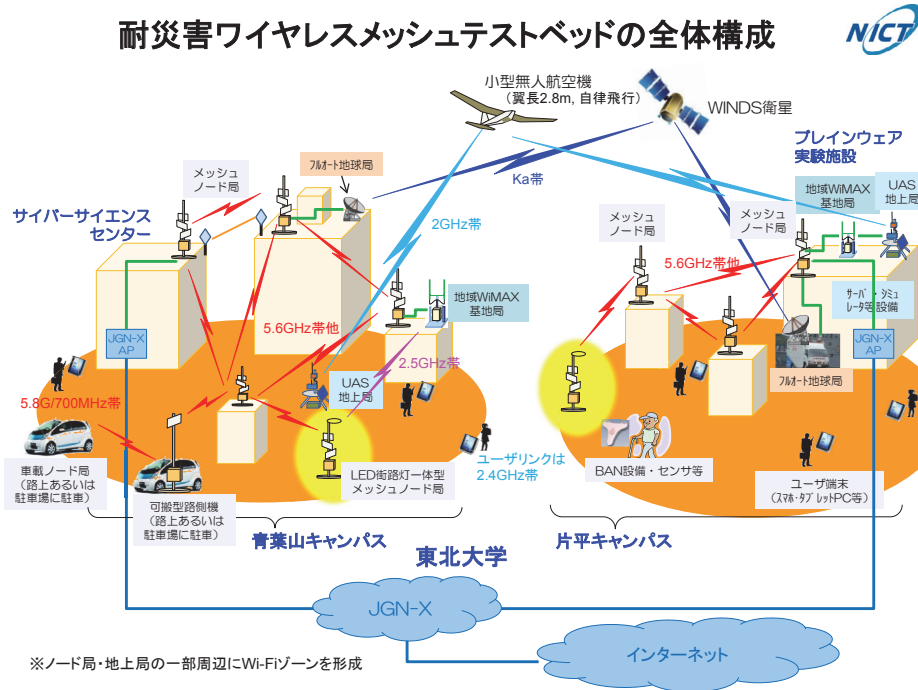 耐災害ワイヤレスメッシュテストベッドの全体構成
NICT
小型無人航空機
(翼長2.8m, 自律飛行)
WINDS衛星
ブレインウェア
実験施設
フルオート地球局
メッシュ
ノード局
Ka帯
地域WiMAX
基地局
UAS
地上局
サイバーサイエンス
センター
2GHz帯
メッシュ
ノード局
メッシュ
ノード局
5.6GHz帯他
地域WiMAX
基地局
サーバ・シミュ
レータ等設備
5.6GHz帯他
JGN-X
AP
JGN-X
AP
2.5GHz帯
UAS
地上局
フルオート地球局
5.8G/700MHz帯
車載ノード局
(路上あるいは
駐車場に駐車)
可搬型路側機
(路上あるいは
駐車場に駐車)
LED街路灯一体型
メッシュノード局
ユーザリンクは
2.4GHz帯
BAN設備・センサ等
ユーザ端末
(スマホ・タブレットPC等)
青葉山キャンパス
片平キャンパス
東北大学
JGN-X
インターネット
※ノード局・地上局の一部周辺にWi-Fiゾーンを形成